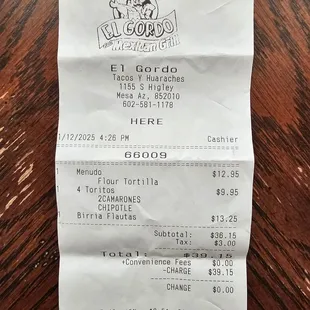 EL GORDO
Mexican Grill
El Gordo
Tacos Y Huaraches
1155 S Higley
Mesa Az, 852010
602-581-1178
HERE
1/12/2025 4:26 PM Cashier
66009
1 Menudo $12.95
Flour Tortilla
4 Toritos $9.95
2CAMARONES
CHIPOTLE
Birria Flautas $13.25
Subtotal: $36.15
Tax: $3.00
Total: $39.15
+Convenience Fees $0.00
-CHARGE $39.15
CHANGE $0.00